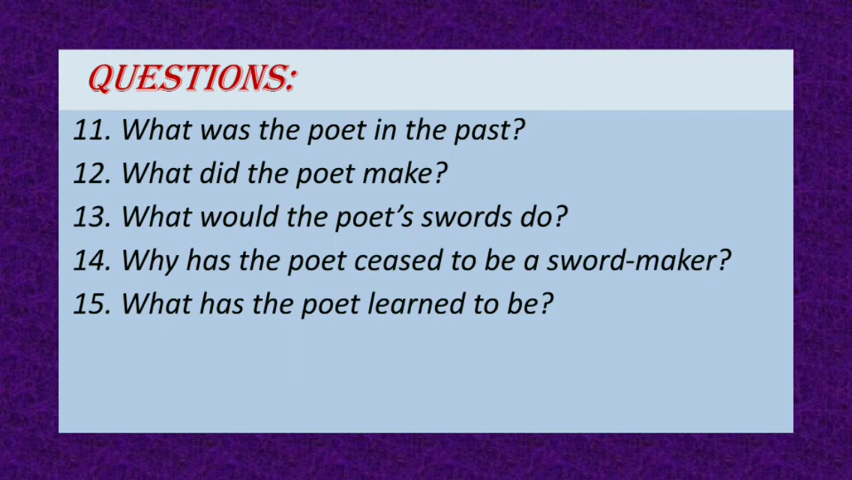 QUESTIONS:
11. What was the poet in the past?
12. What did the poet make?
13. What would the poet’s swords do?
14. Why has the poet ceased to be a sword-maker?
15. What has the poet learned to be?